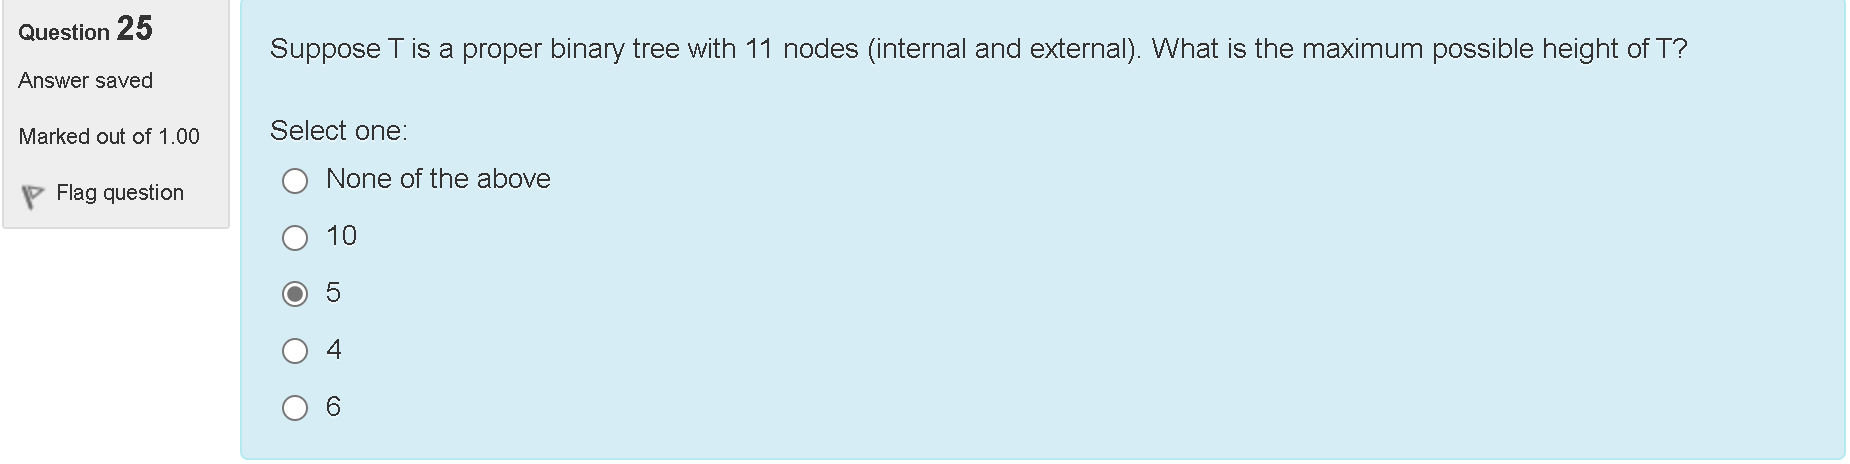 Question 25
Answer saved
Marked out of 1.00
Flag question
Suppose T is a proper binary tree with 11 nodes (internal and external). What is the maximum possible height of T?
Select one:
None of the above
10
5
4
6